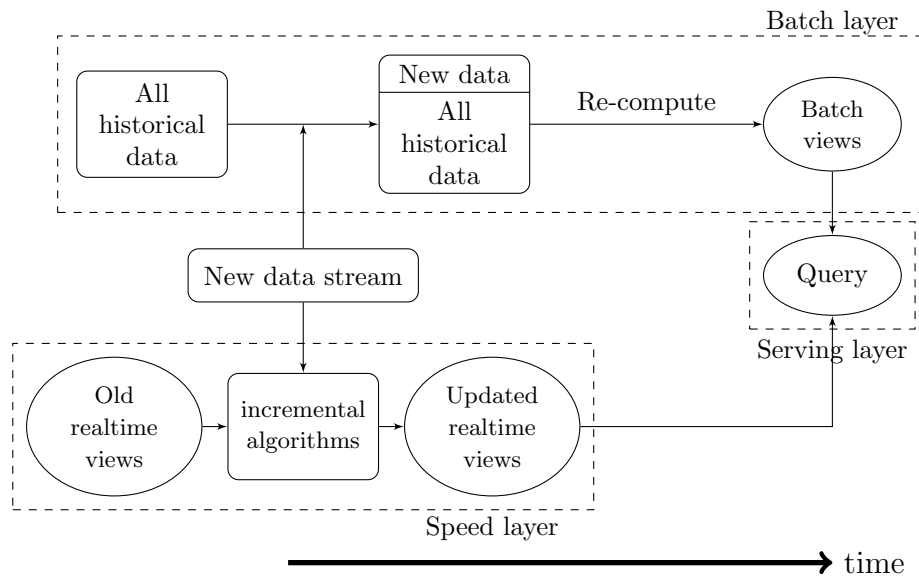 Batch layer
All
historical
data
New data
All
historical
data
Re-compute
Batch
views
New data stream
Query
Serving layer
Old
realtime
views
incremental
algorithms
Updated
realtime
views
Speed layer
time